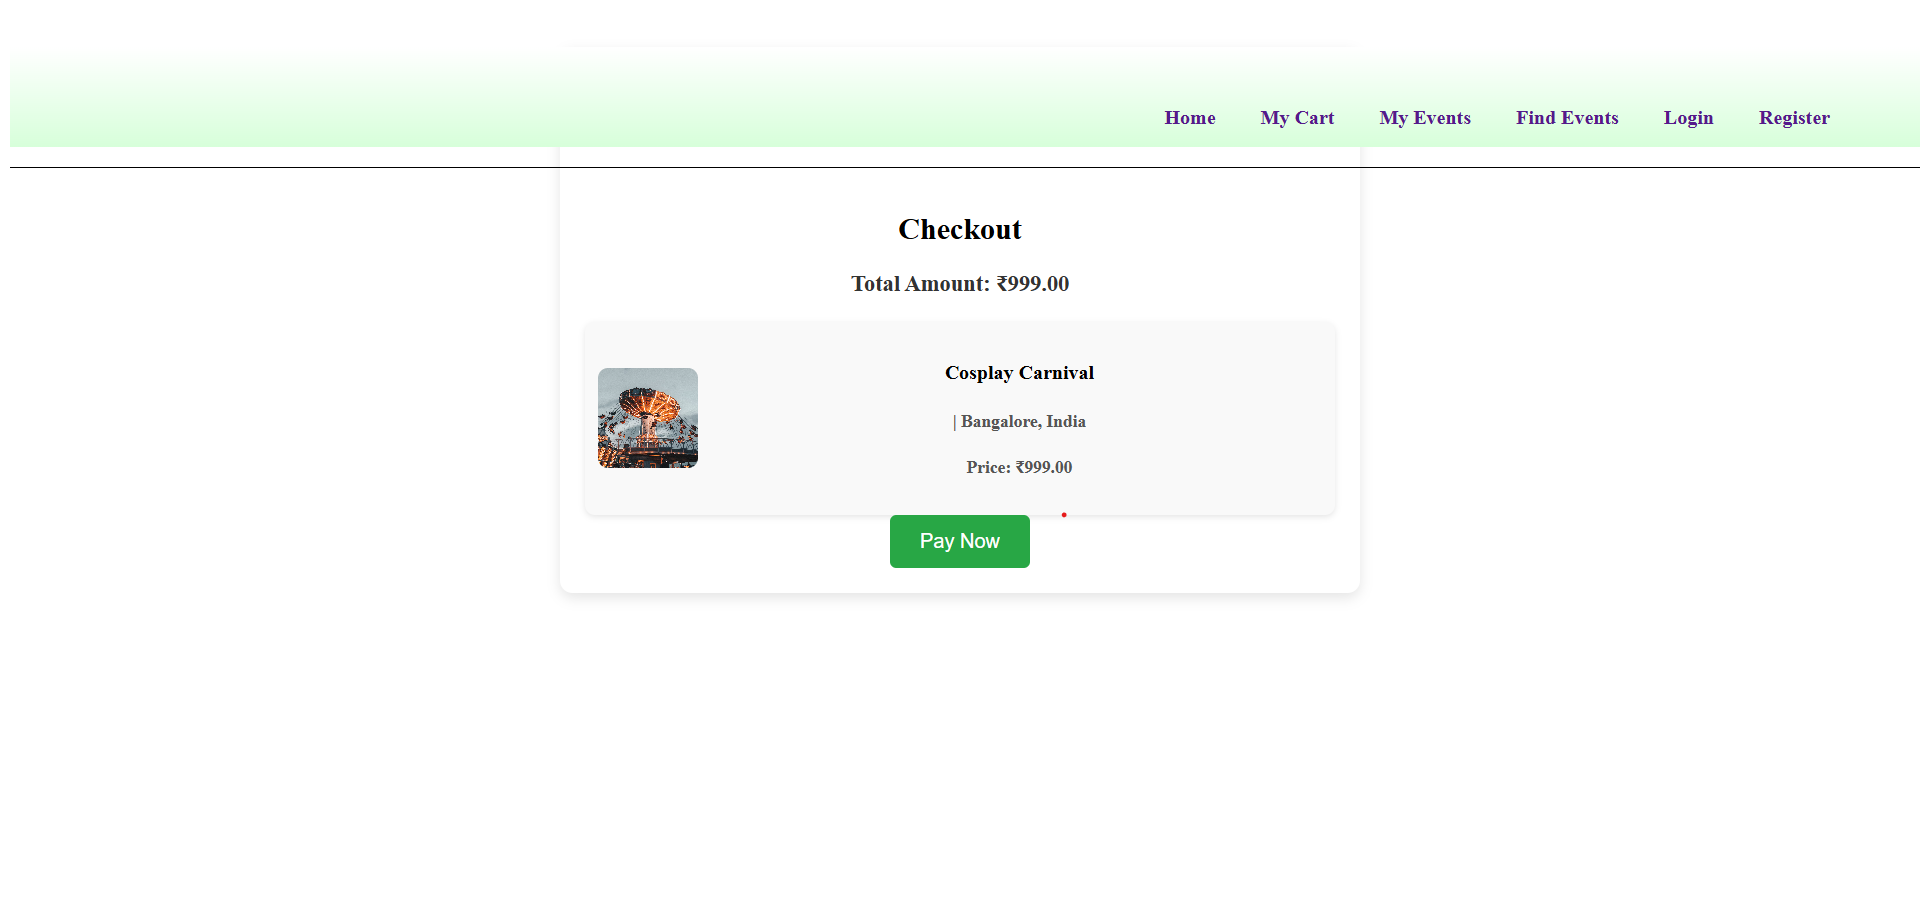 Home My Cart My Events Find Events Login Register
Checkout
Total Amount: ₹999.00
Cosplay Carnival
| Bangalore, India
Price: ₹999.00
Pay Now